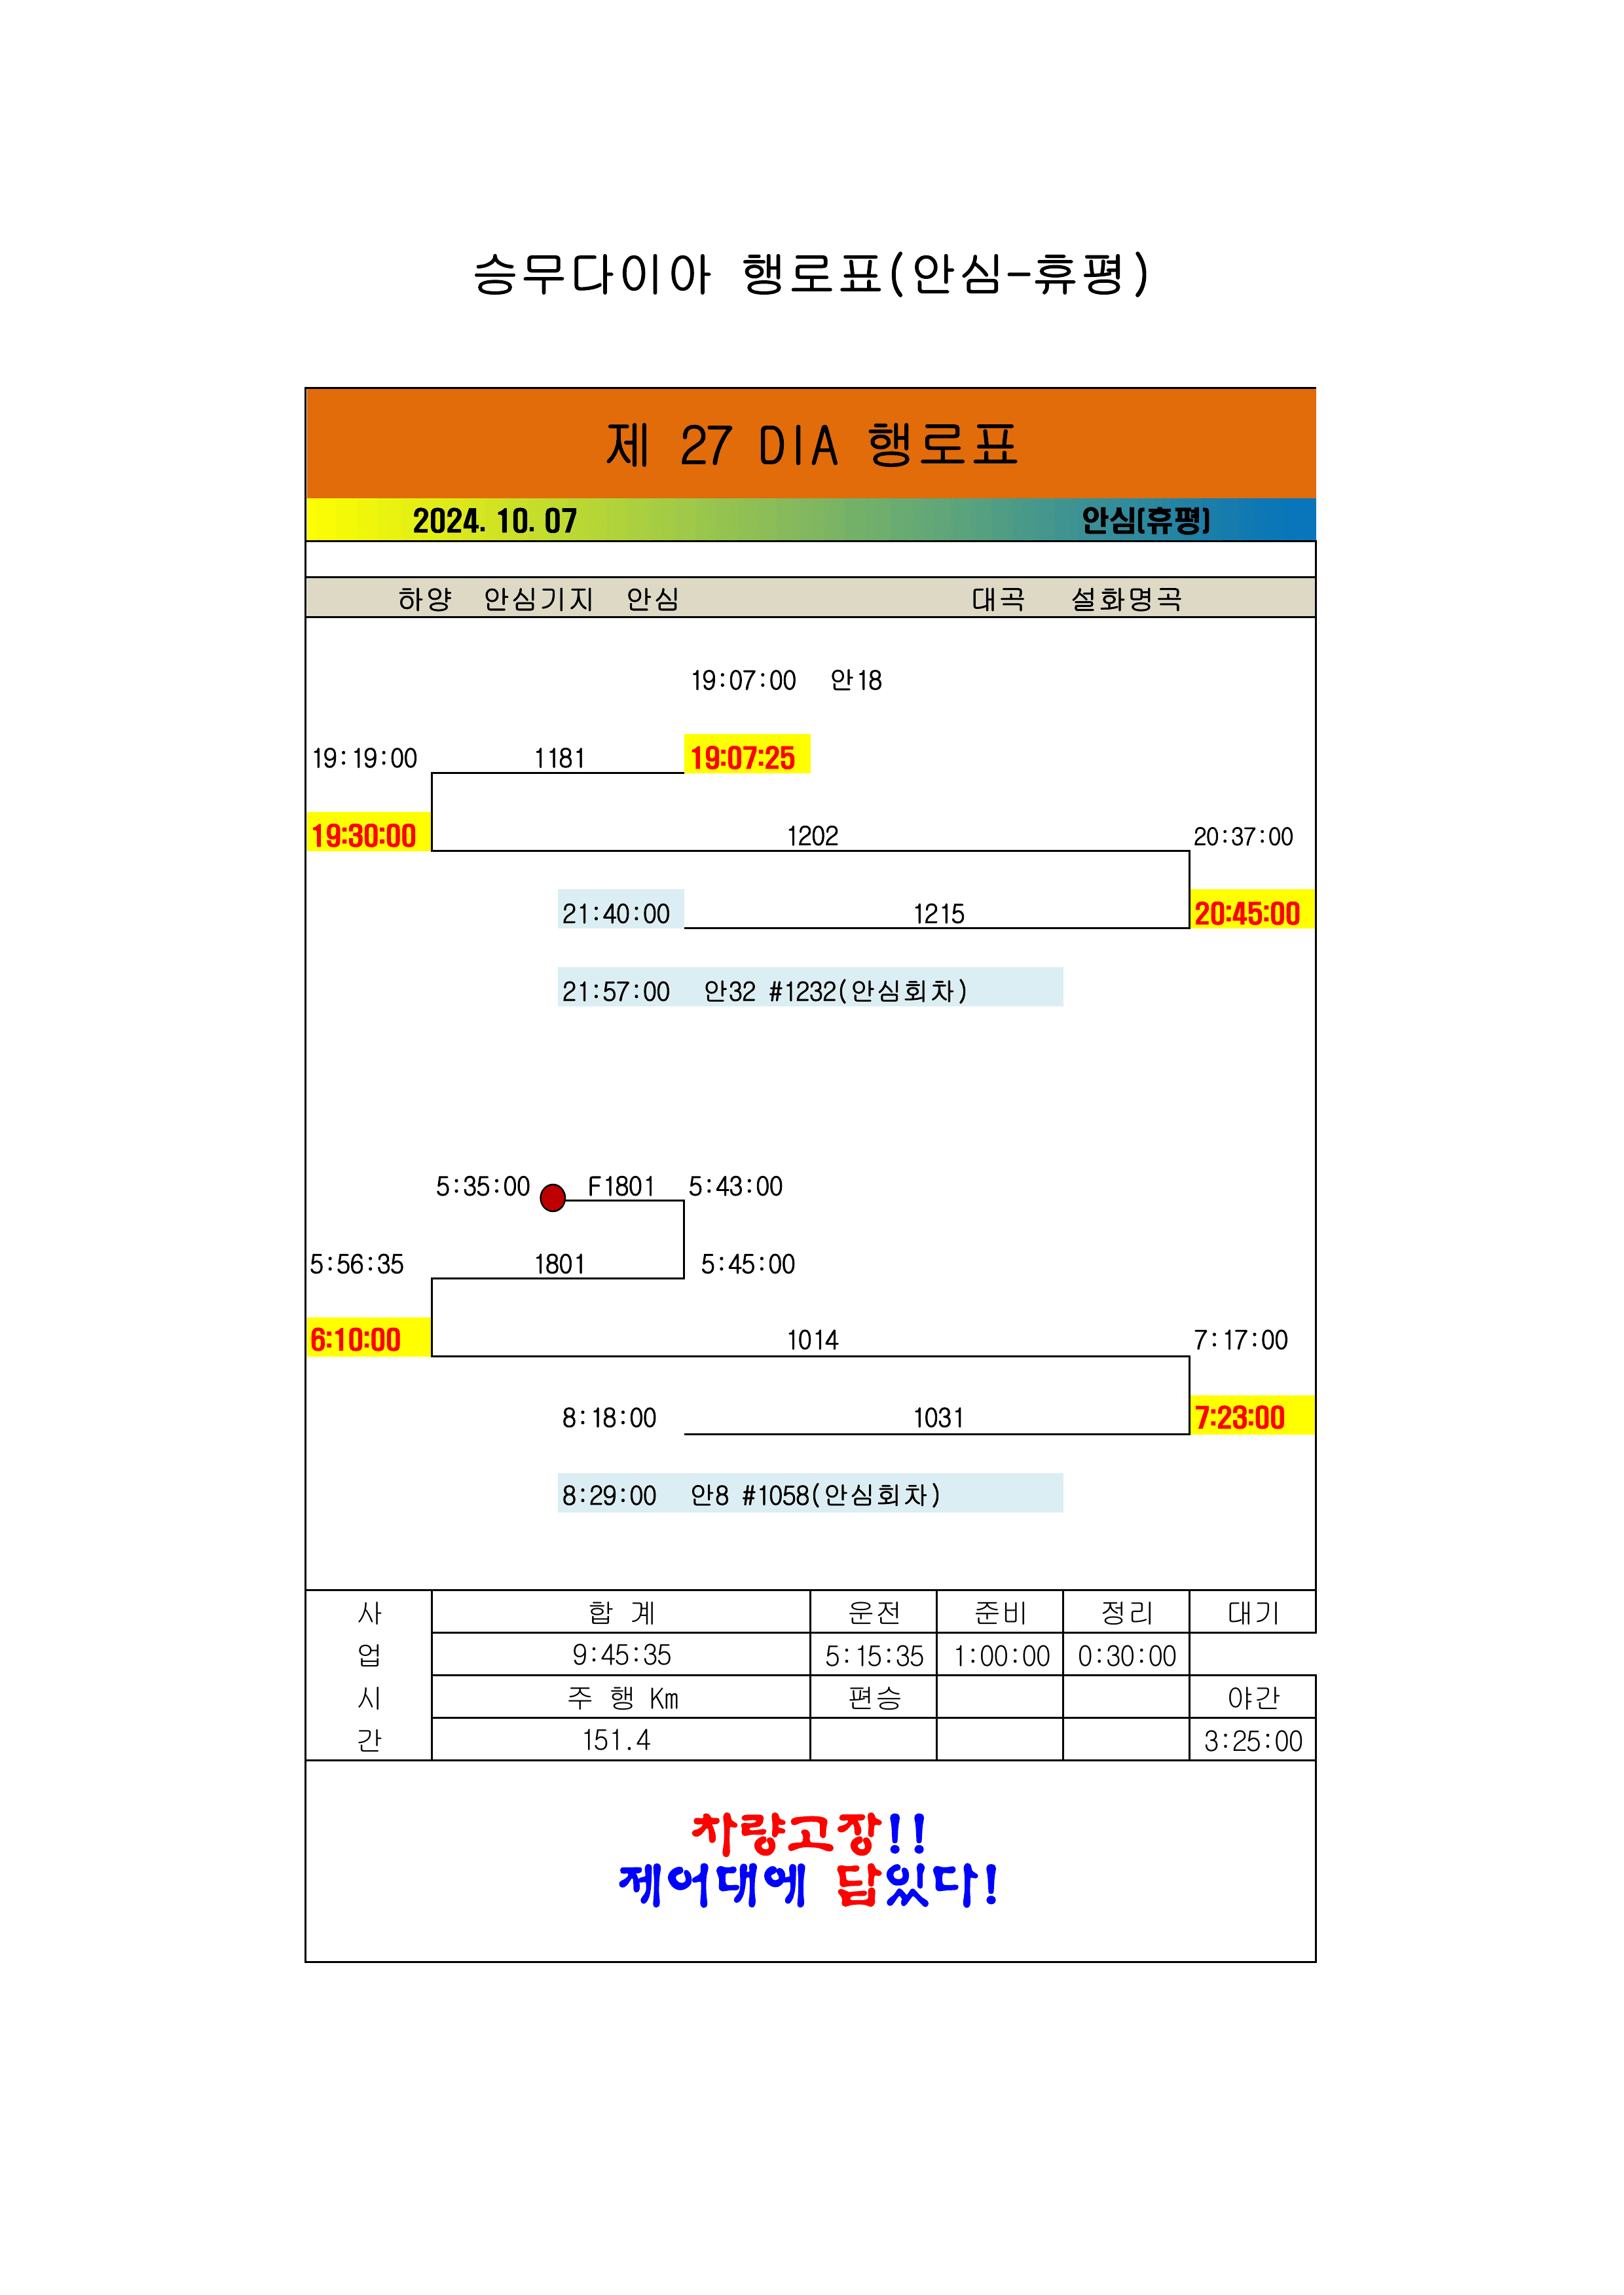 승무다이아 행로표(안심-휴평)
제 27 DIA 행로표
2024. 10. 07 안심(휴평)
하양 안심기지 안심 대곡 설화명곡
19:07:00 안18
19:19:00 1181 19:07:25
19:30:00 1202 20:37:00
21:40:00 1215 20:45:00
21:57:00 안32 #1232(안심회차)
5:35:00 F1801 5:43:00
5:56:35 1801 5:45:00
6:10:00 1014 7:17:00
8:18:00 1031 7:23:00
8:29:00 안8 #1058(안심회차)
사 합 계 운전 준비 정리 대기
업 9:45:35 5:15:35 1:00:00 0:30:00
시 주 행 Km 편승 야간
간 151.4 3:25:00
차량고장!!
제어대에 답있다!